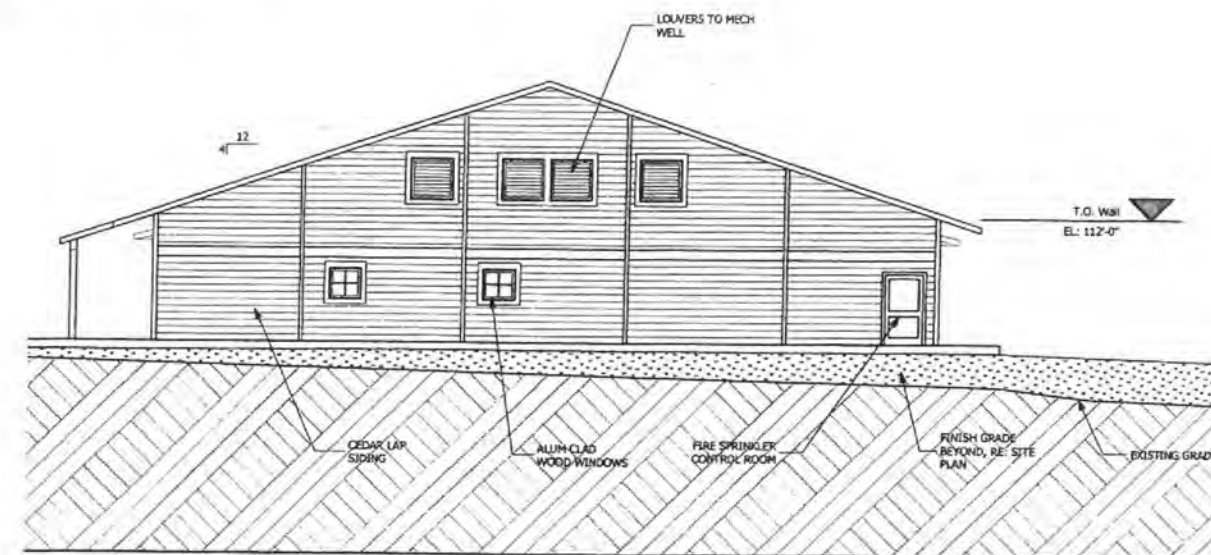 LOUVERS TO MECH
WELL
12
4
T.O. Wall
EL: 112'-0"
CEDAR LAP
SIDING
ALUM-CLAD
WOOD WINDOWS
FIRE SPRINKLER
CONTROL ROOM
FINISH GRADE
BEYOND, RE: SITE
PLAN
EXISTING GRAD